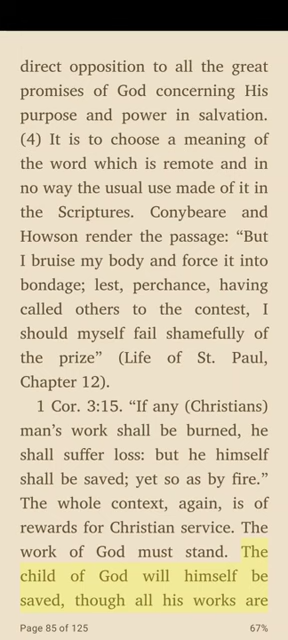 direct opposition to all the great
promises of God concerning His
purpose and power in salvation.
(4) It is to choose a meaning of
the word which is remote and in
no way the usual use made of it in
the Scriptures. Conybeare and
Howson render the passage: “But
I bruise my body and force it into
bondage; lest, perchance, having
called others to the contest, I
should myself fail shamefully of
the prize” (Life of St. Paul,
Chapter 12).
1 Cor. 3:15. “If any (Christians)
man’s work shall be burned, he
shall suffer loss: but he himself
shall be saved; yet so as by fire.”
The whole context, again, is of
rewards for Christian service. The
work of God must stand. The
child of God will himself be
saved, though all his works are
Page 85 of 125
67%